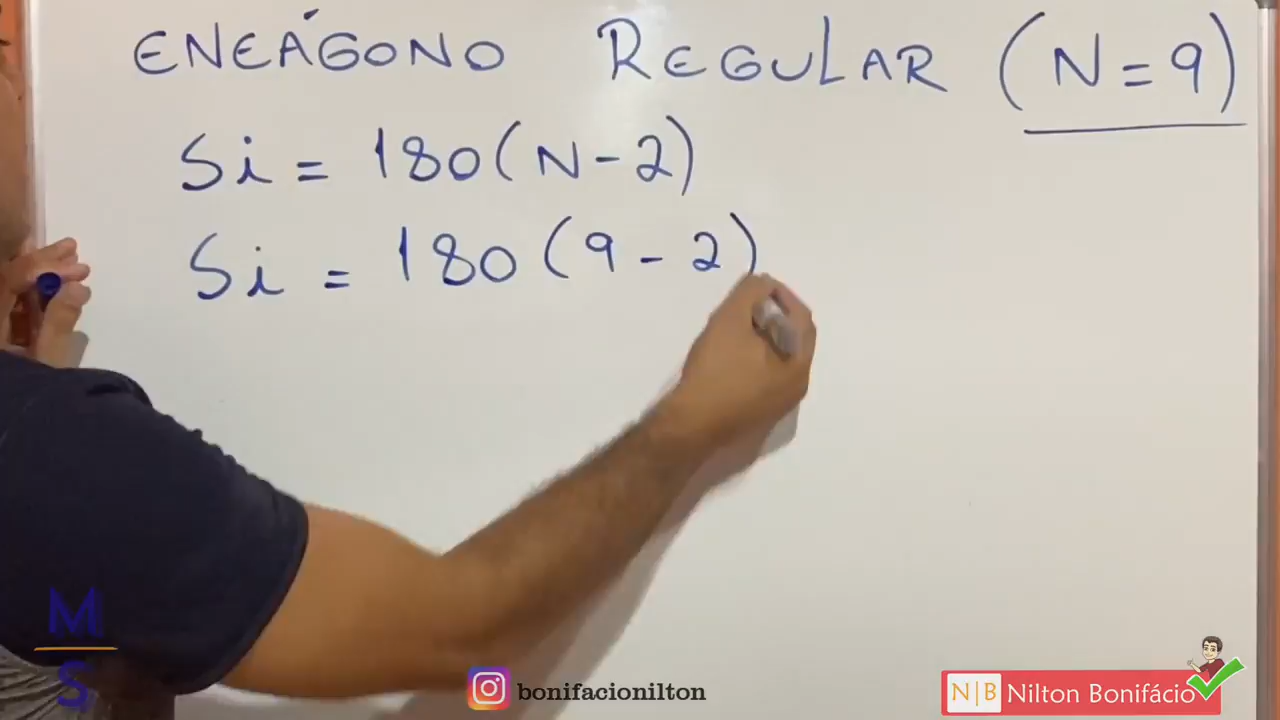 ENEÁGONO REGULAR (N=9)
Si = 180(N-2)
Si = 180(9-2)
M
S
bonifacionilton
N|B Nilton Bonifácio